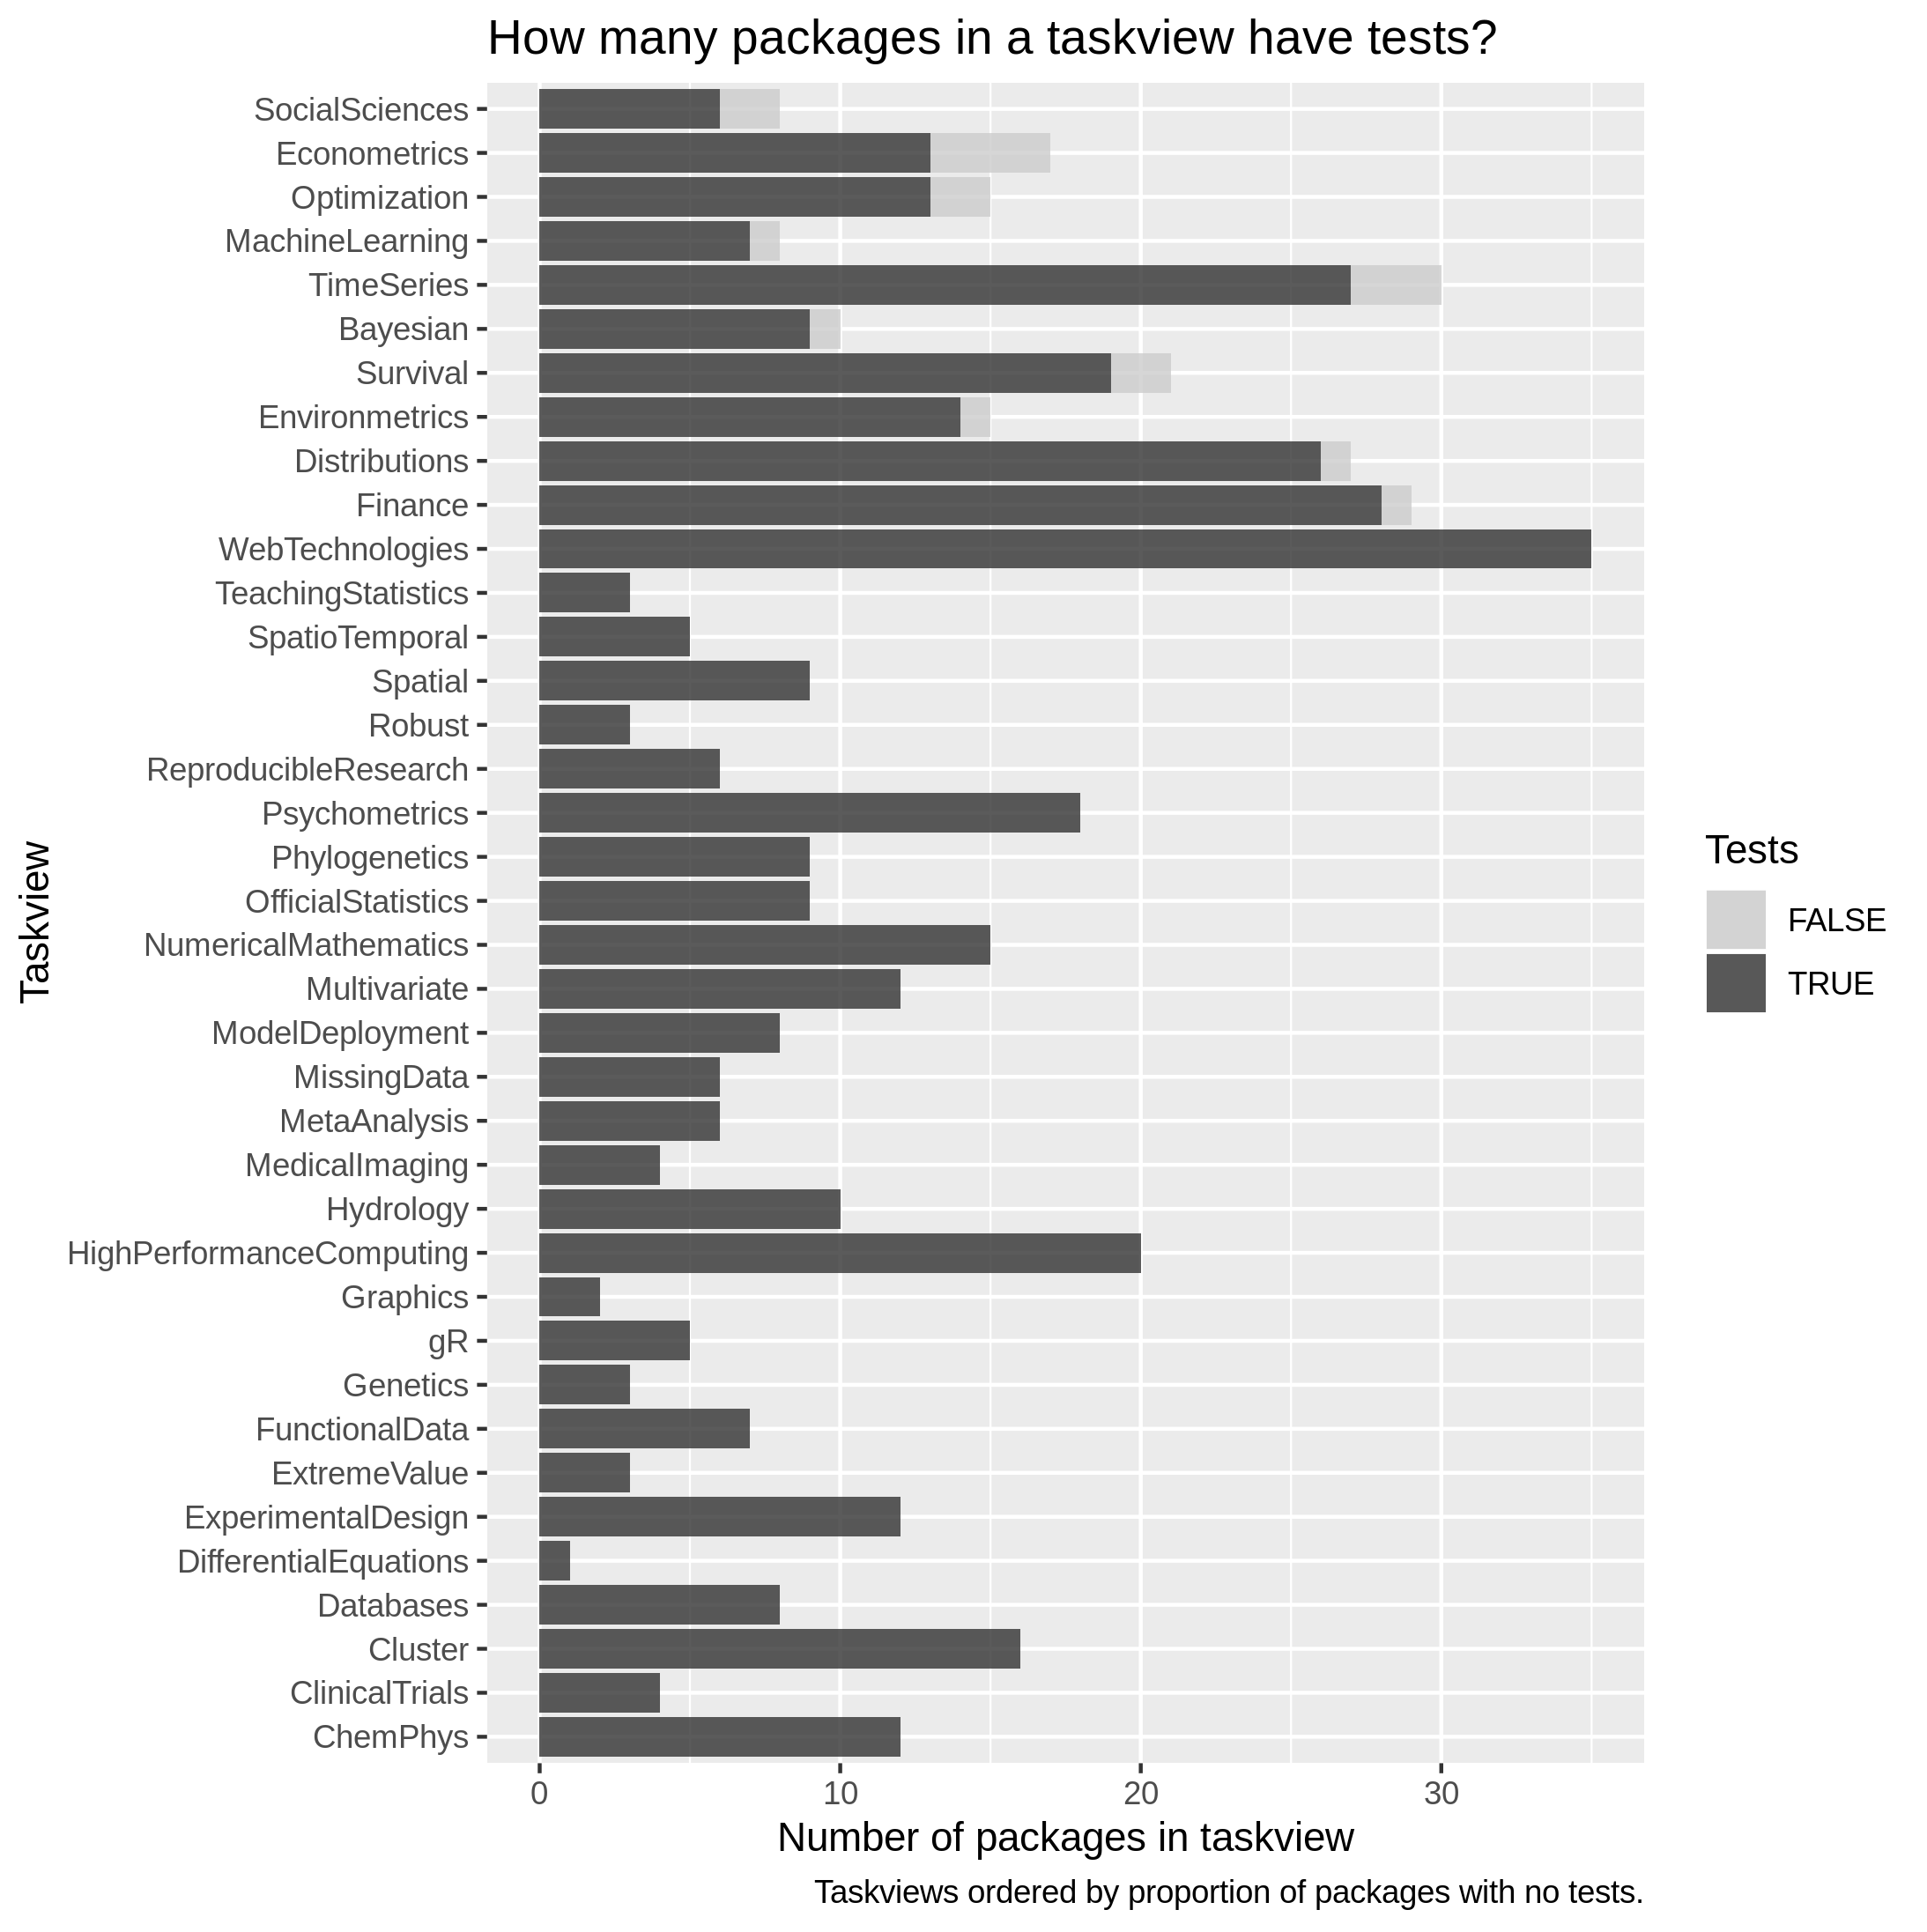 How many packages in a taskview have tests?
SocialSciences
Econometrics
Optimization
MachineLearning
TimeSeries
Bayesian
Survival
Environmetrics
Distributions
Finance
WebTechnologies
TeachingStatistics
SpatioTemporal
Spatial
Robust
ReproducibleResearch
Psychometrics
Phylogenetics
OfficialStatistics
NumericalMathematics
Multivariate
ModelDeployment
MissingData
MetaAnalysis
MedicalImaging
Hydrology
HighPerformanceComputing
Graphics
gR
Genetics
FunctionalData
ExtremeValue
ExperimentalDesign
DifferentialEquations
Databases
Cluster
ClinicalTrials
ChemPhys
Taskview
0 10 20 30
Number of packages in taskview
Taskviews ordered by proportion of packages with no tests.
Tests
FALSE
TRUE